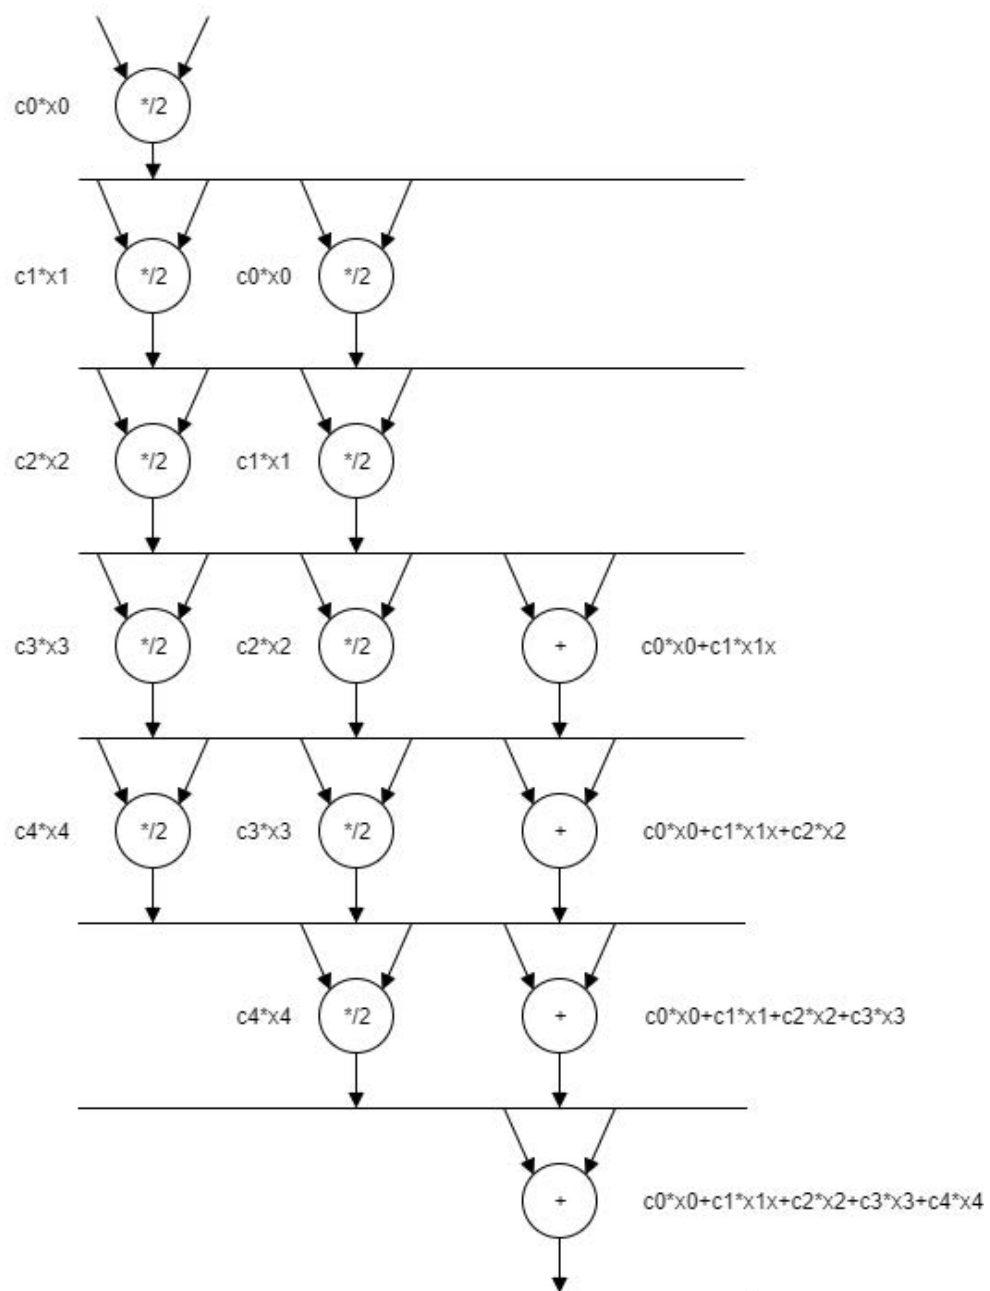 c0*x0 */2
c1*x1 */2 c0*x0 */2
c2*x2 */2 c1*x1 */2
c3*x3 */2 c2*x2 */2 + c0*x0+c1*x1x
c4*x4 */2 c3*x3 */2 + c0*x0+c1*x1x+c2*x2
c4*x4 */2 + c0*x0+c1*x1+c2*x2+c3*x3
+ c0*x0+c1*x1x+c2*x2+c3*x3+c4*x4